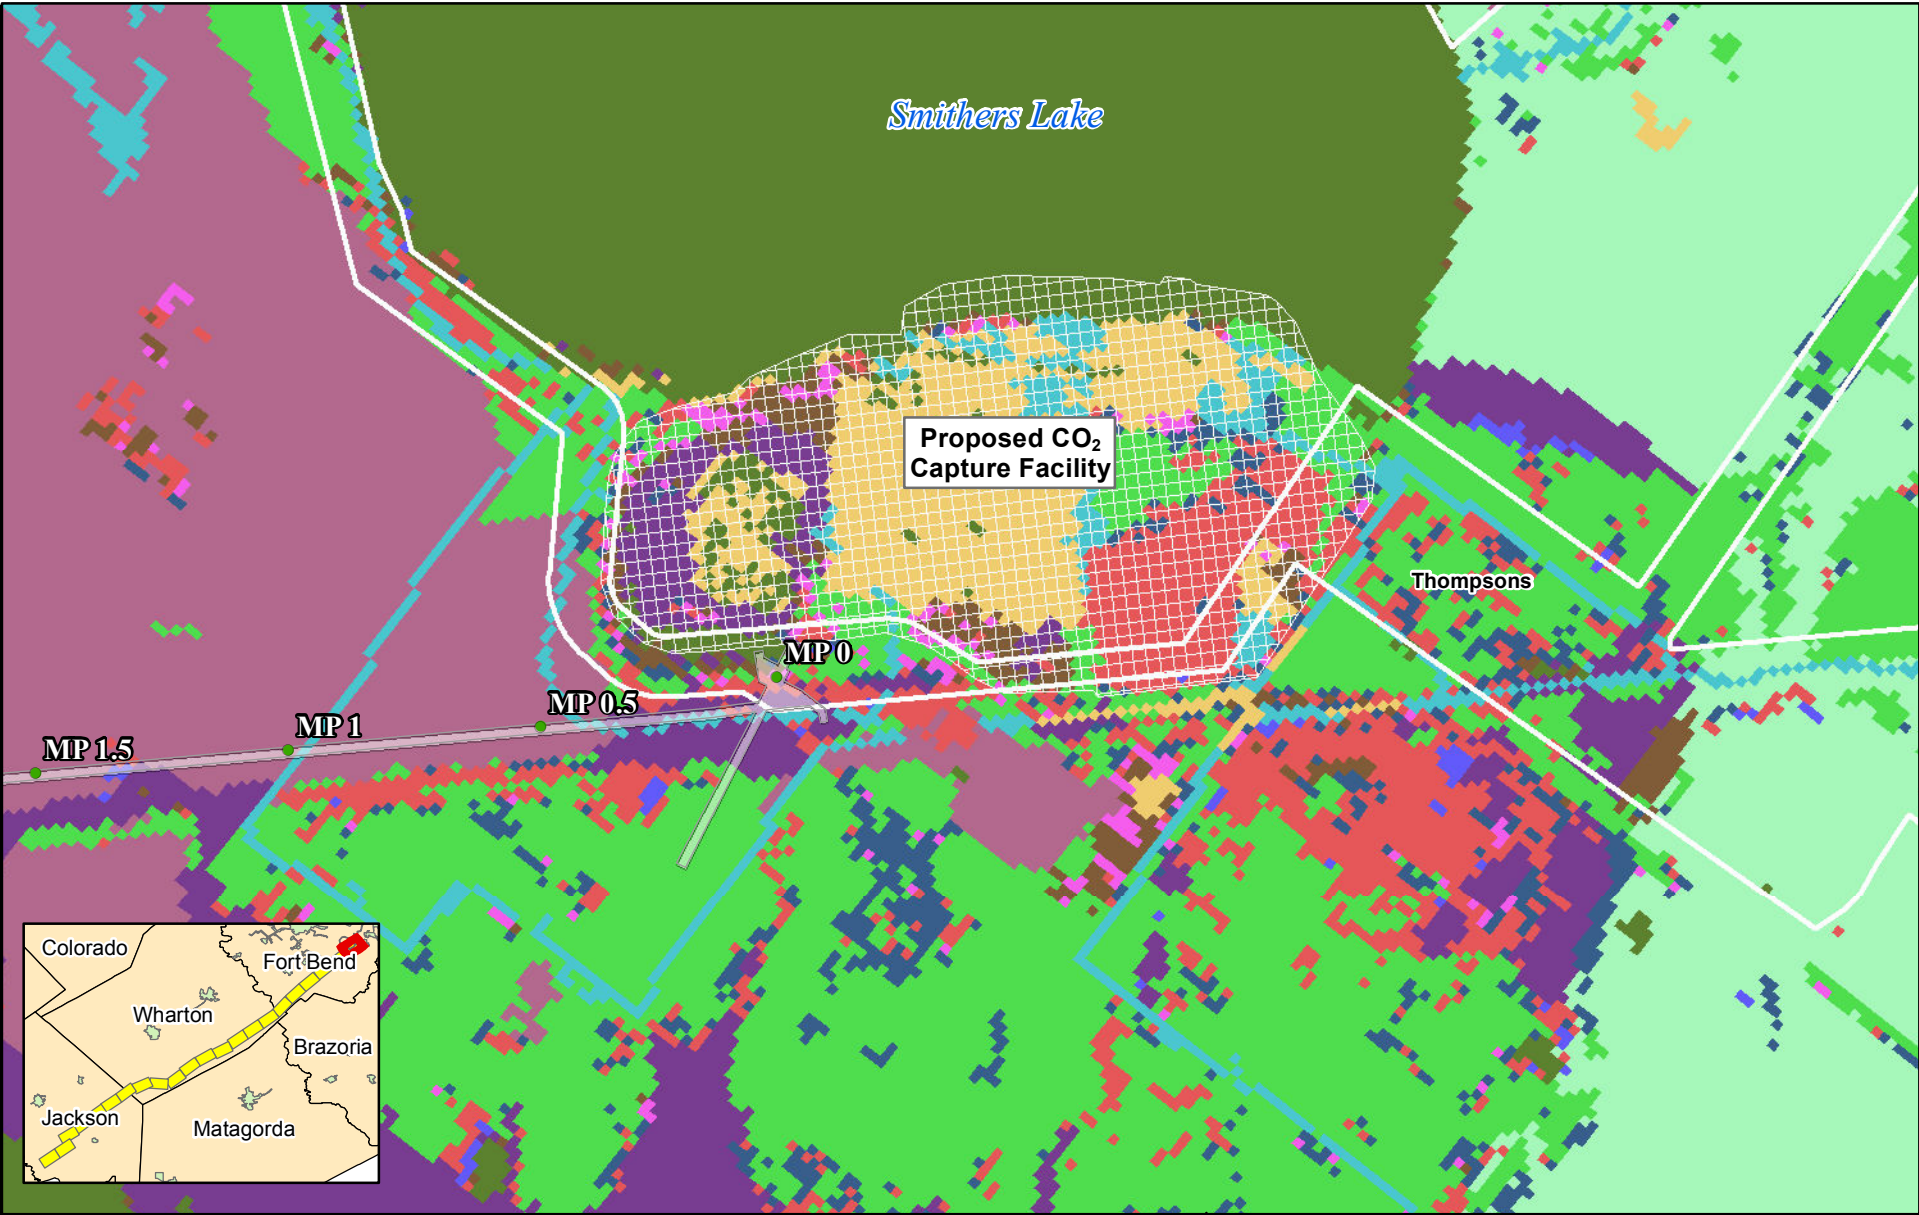 Smithers Lake
Proposed CO₂
Capture Facility
Thompsons
MP 0
MP 0.5
MP 1
MP 1.5
Colorado
Fort Bend
Wharton
Brazoria
Jackson
Matagorda